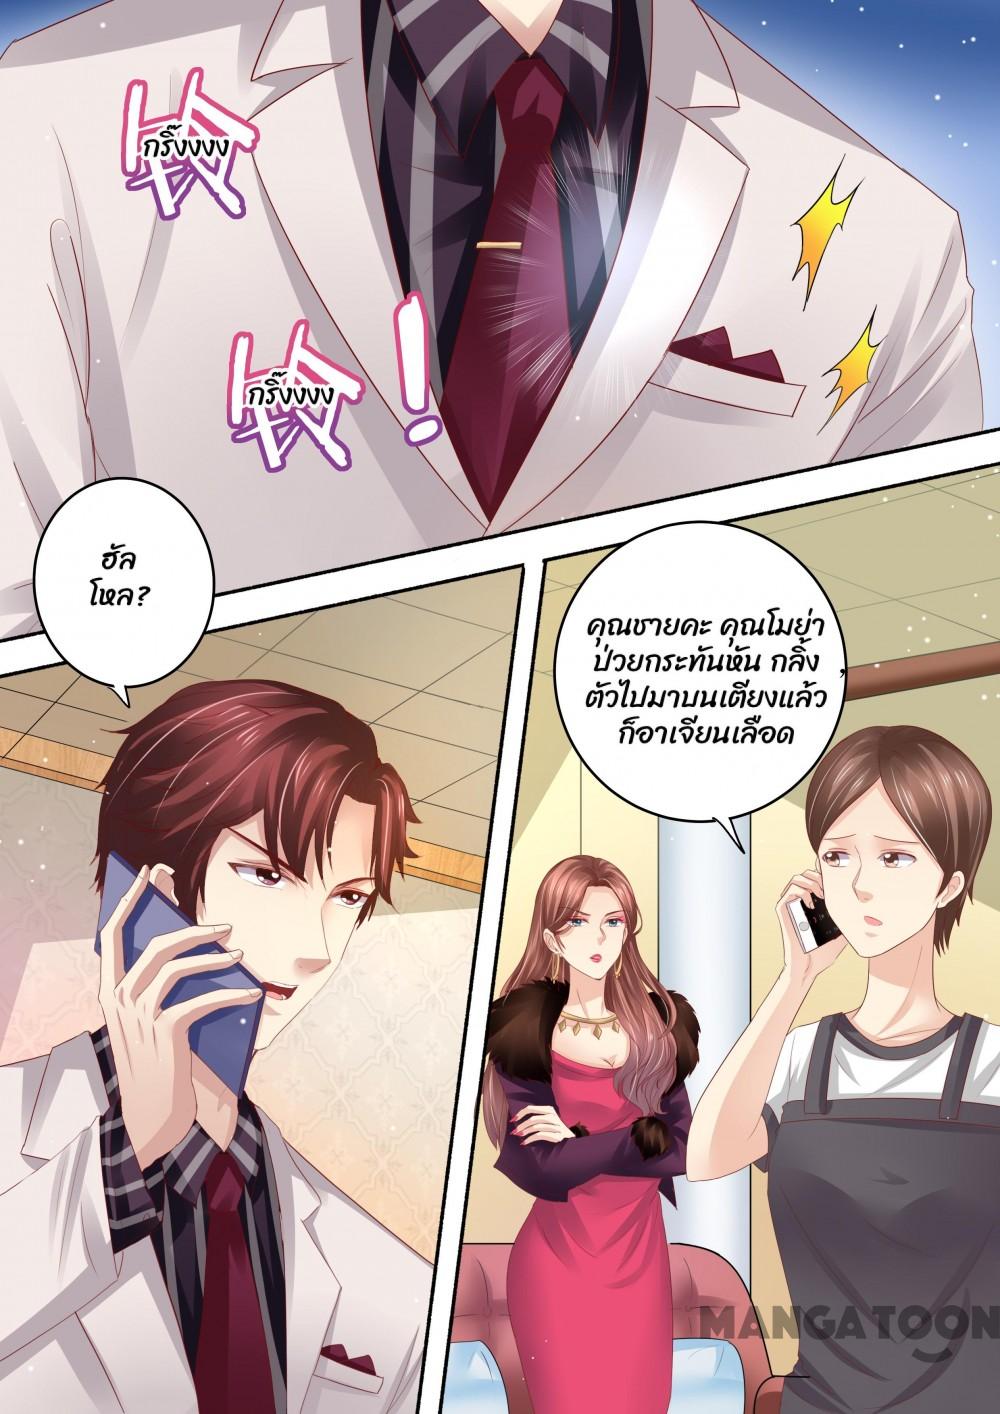 กริ๊งงงง
铃
กริ๊งงงง
铃!
ฮัล
โหล?
คุณชายคะ คุณโมย่า
ป่วยกระทันหัน กลิ้ง
ตัวไปมาบนเตียงแล้ว
ก็อาเจียนเลือด
MANGATOON